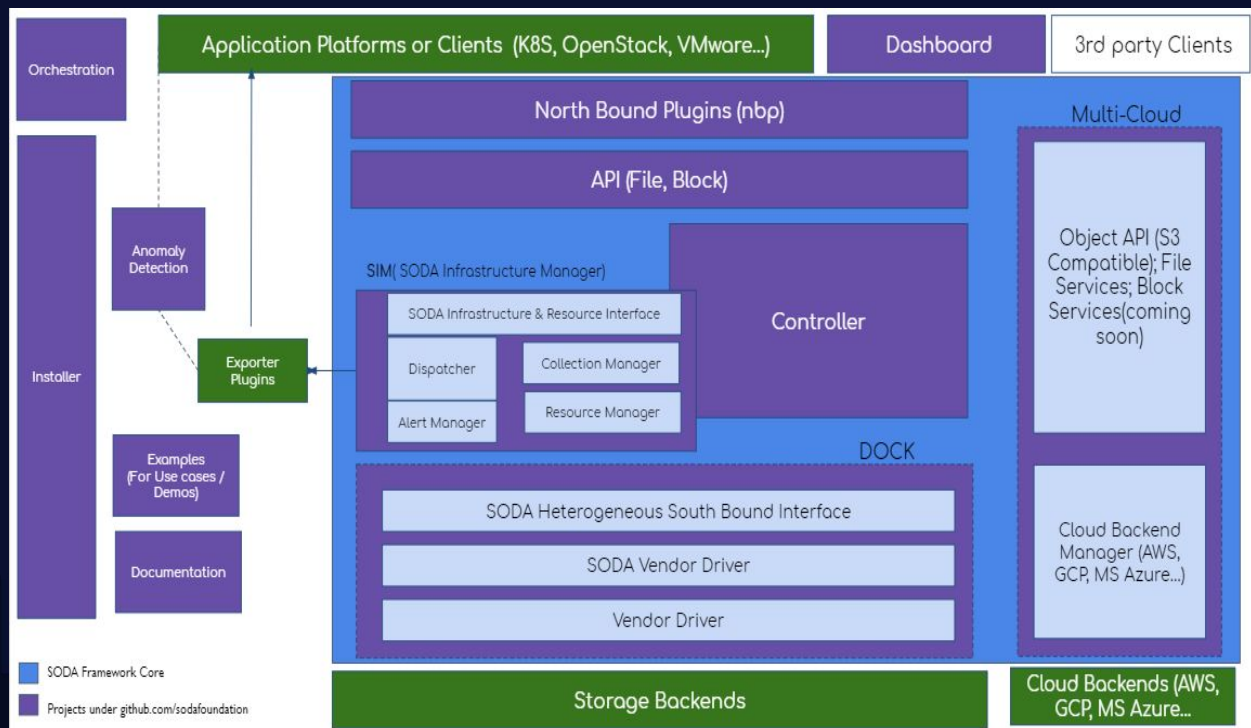 Orchestration
Application Platforms or Clients (K8S, OpenStack, VMware...)
Dashboard
3rd party Clients
North Bound Plugins (nbp)
Multi-Cloud
API (File, Block)
Installer
Anomaly
Detection
Exporter
Plugins
SIM( SODA Infrastructure Manager)
SODA Infrastructure & Resource Interface
Dispatcher
Collection Manager
Alert Manager
Resource Manager
Controller
Object API (S3
Compatible); File
Services; Block
Services(coming
soon)
Examples
(For Use cases /
Demos)
Documentation
DOCK
SODA Heterogeneous South Bound Interface
SODA Vendor Driver
Vendor Driver
Cloud Backend
Manager (AWS,
GCP, MS Azure...)
SODA Framework Core
Projects under github.com/sodafoundation
Storage Backends
Cloud Backends (AWS,
GCP, MS Azure...